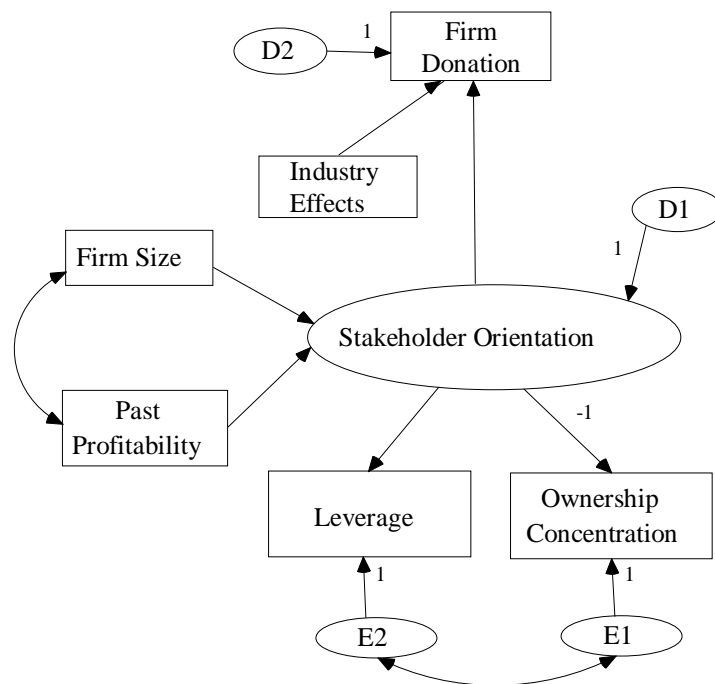 D2
1
Firm
Donation
Industry
Effects
D1
1
Firm Size
Stakeholder Orientation
Past
Profitability
-1
Leverage
Ownership
Concentration
1
1
E2
E1